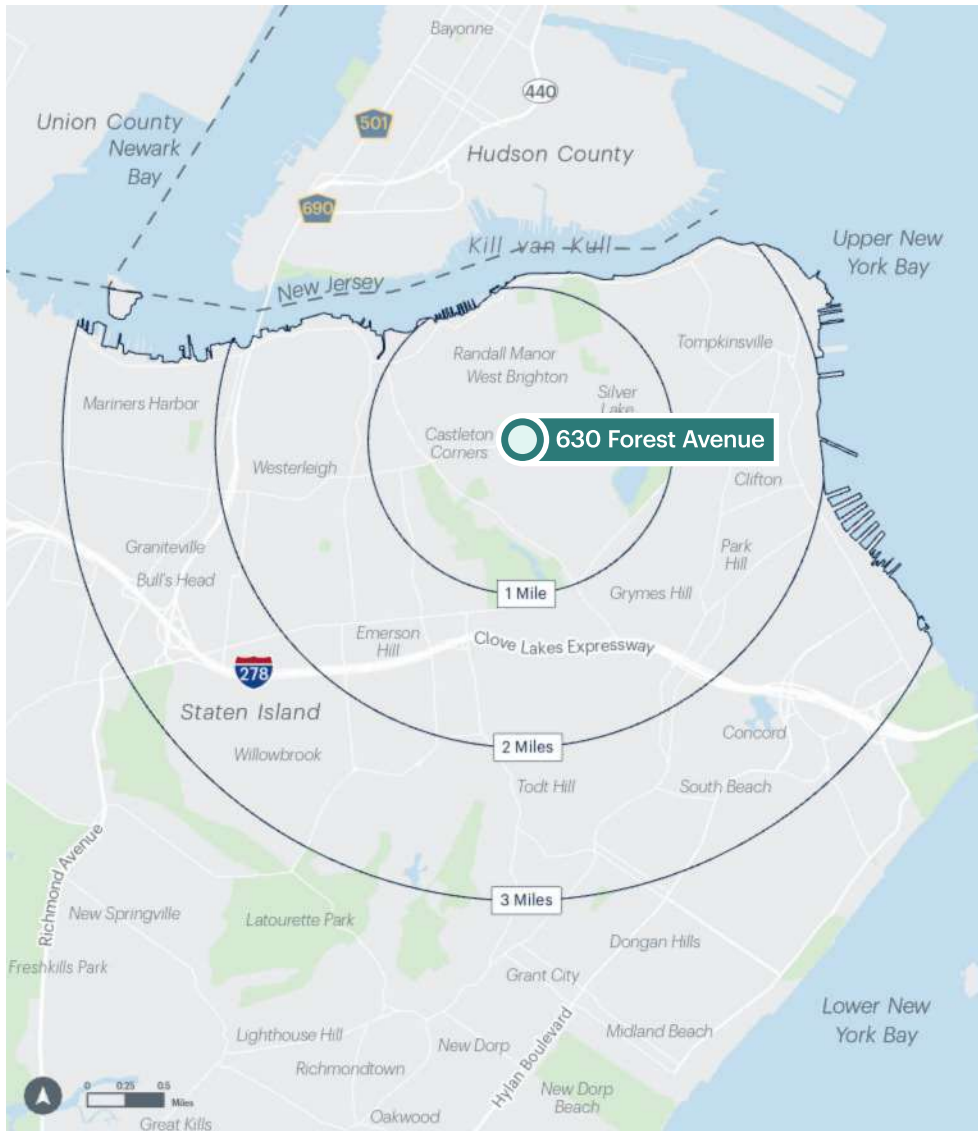 Bayonne
440
Union County
Newark
Bay
501
Hudson County
690
Kill van Kull
Upper New
York Bay
New Jersey
Tompkinsville
Randall Manor
West Brighton
Silver
Lake
Mariners Harbor
Castleton
Corners
630 Forest Avenue
Westerleigh
Clifton
Graniteville
Park
Hill
Bull's Head
1 Mile
Grymes Hill
Emerson
Hill
Clove Lakes Expressway
278
Staten Island
Concord
Willowbrook
2 Miles
Todt Hill
South Beach
Richmond Avenue
3 Miles
New Springville
Latourette Park
Dongan Hills
Freshkills Park
Grant City
Lower New
York Bay
Lighthouse Hill
Midland Beach
New Dorp
Hylan Boulevard
Richmondtown
New Dorp
Beach
0 0.25 0.5
Miles
Great Kills
Oakwood